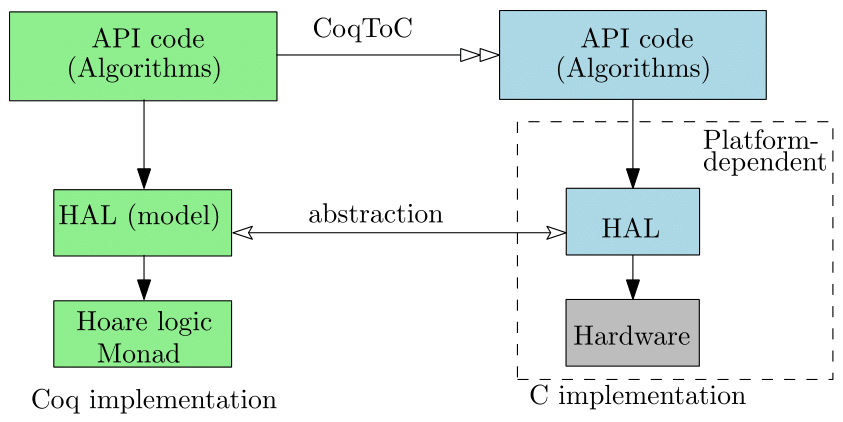 API code
(Algorithms)
CoqToC
API code
(Algorithms)
Platform-
dependent
HAL (model)
abstraction
HAL
Hoare logic
Monad
Hardware
Coq implementation
C implementation